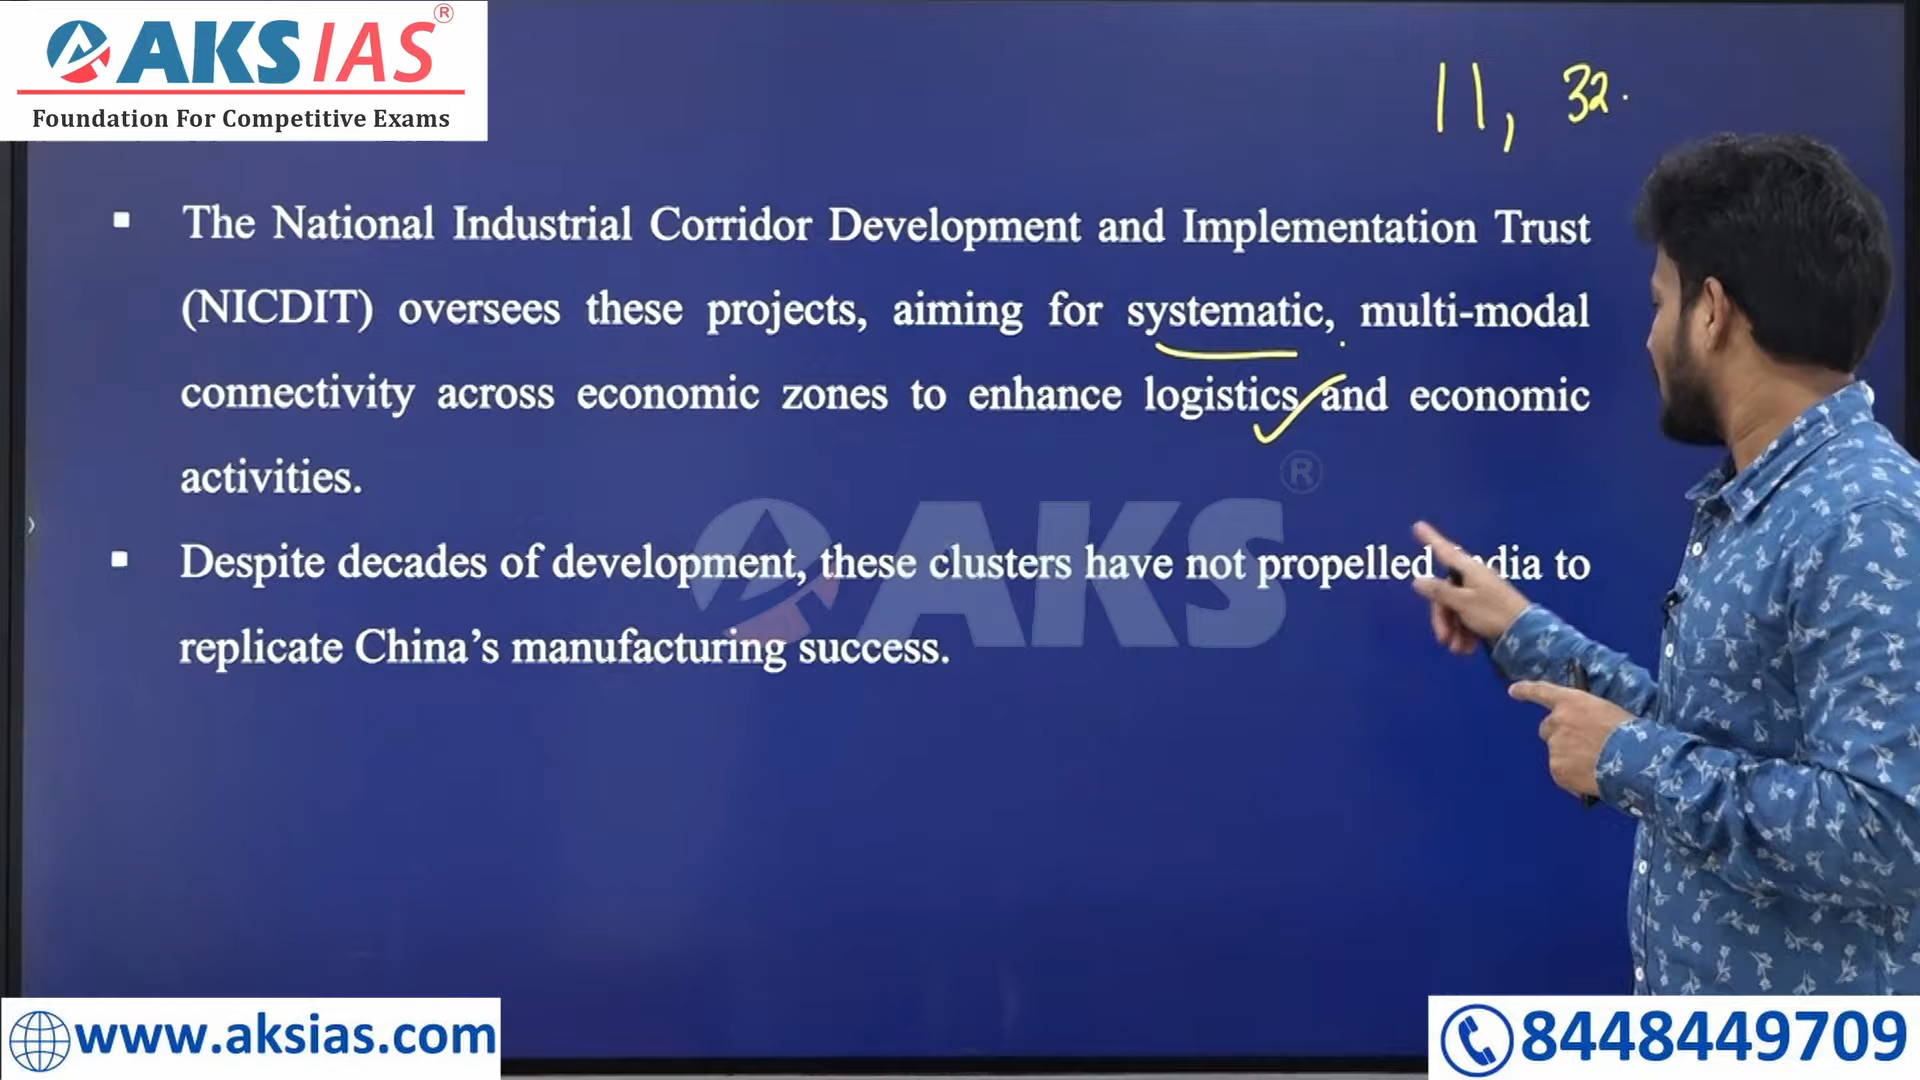 AKS IAS ®
Foundation For Competitive Exams
11, 32.
▪ The National Industrial Corridor Development and Implementation Trust
(NICDIT) oversees these projects, aiming for systematic, multi-modal
connectivity across economic zones to enhance logistics and economic
activities.
▪ Despite decades of development, these clusters have not propelled India to
replicate China’s manufacturing success.
AKS ®
www.aksias.com
8448449709